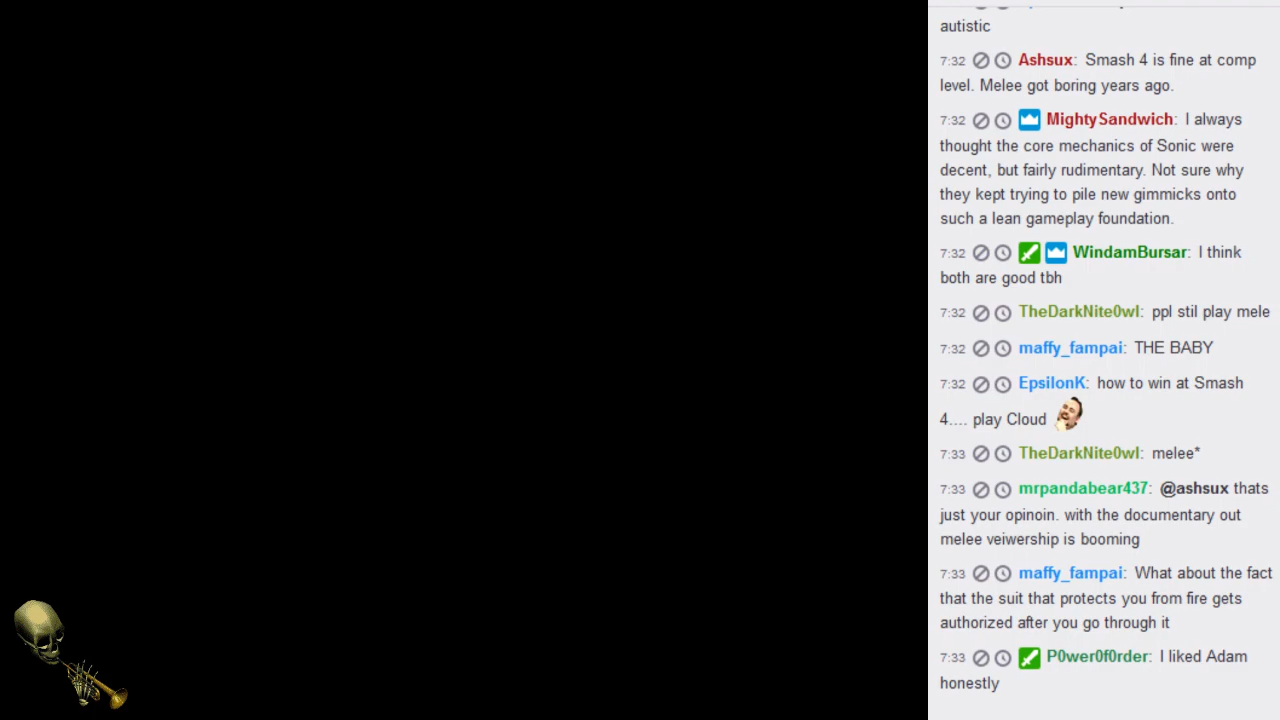 autistic
7:32 Ashsux: Smash 4 is fine at comp
level. Melee got boring years ago.
7:32 MightySandwich: I always
thought the core mechanics of Sonic were
decent, but fairly rudimentary. Not sure why
they kept trying to pile new gimmicks onto
such a lean gameplay foundation.
7:32 WindamBursar: I think
both are good tbh
7:32 TheDarkNite0wl: ppl stil play mele
7:32 maffy_fampai: THE BABY
7:32 EpsilonK: how to win at Smash
4.... play Cloud
7:33 TheDarkNite0wl: melee*
7:33 mrpandabear437: @ashsux thats
just your opinoin. with the documentary out
melee veiwership is booming
7:33 maffy_fampai: What about the fact
that the suit that protects you from fire gets
authorized after you go through it
7:33 P0wer0f0rder: I liked Adam
honestly